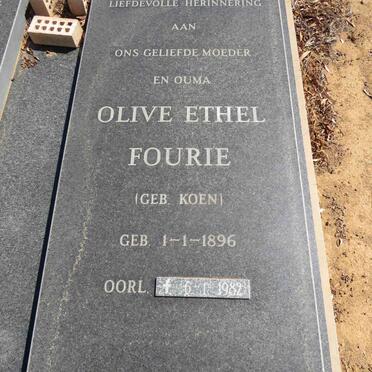 LIEFDEVOLLE HERINNERING
AAN
ONS GELIEFDE MOEDER
EN OUMA
OLIVE ETHEL
FOURIE
(GEB. KOEN)
GEB. 1-1-1896
OORL. † 6 1 1982